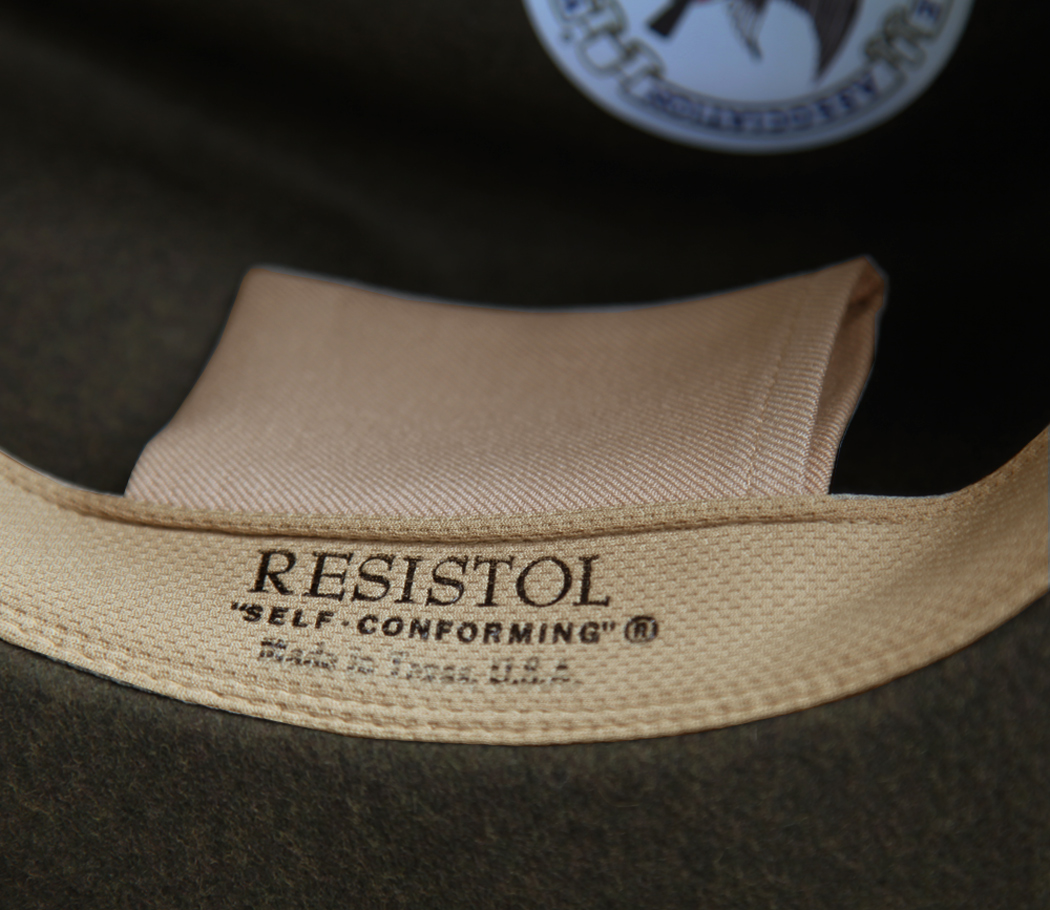 RESISTOL
"SELF·CONFORMING"®
Made in Texas, U.S.A.